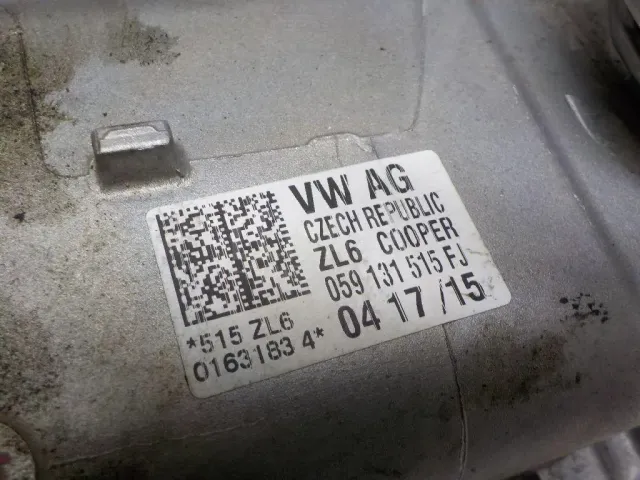 VW AG
CZECH REPUBLIC
ZL6 COOPER
059 131 515 FJ
04 17/15
*515 ZL6
0163183 4*